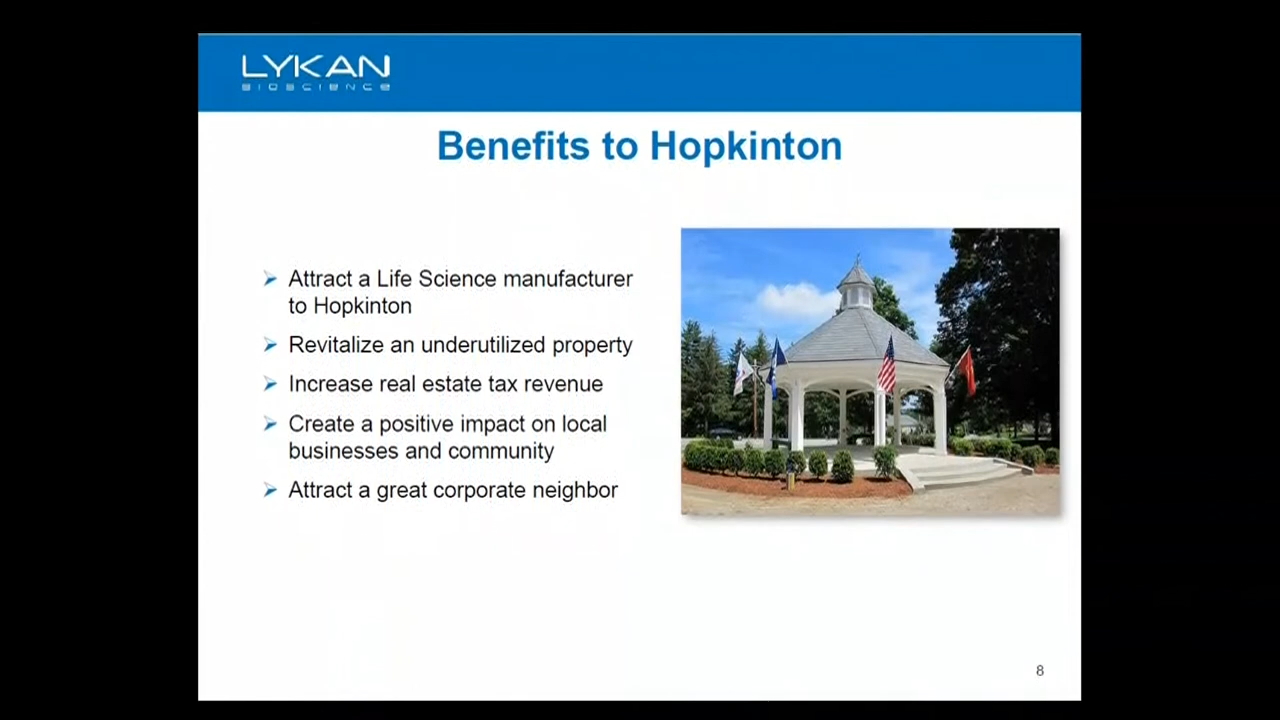 LYKAN
BIOSCIENCE
Benefits to Hopkinton
Attract a Life Science manufacturer
to Hopkinton
Revitalize an underutilized property
Increase real estate tax revenue
Create a positive impact on local
businesses and community
Attract a great corporate neighbor
8